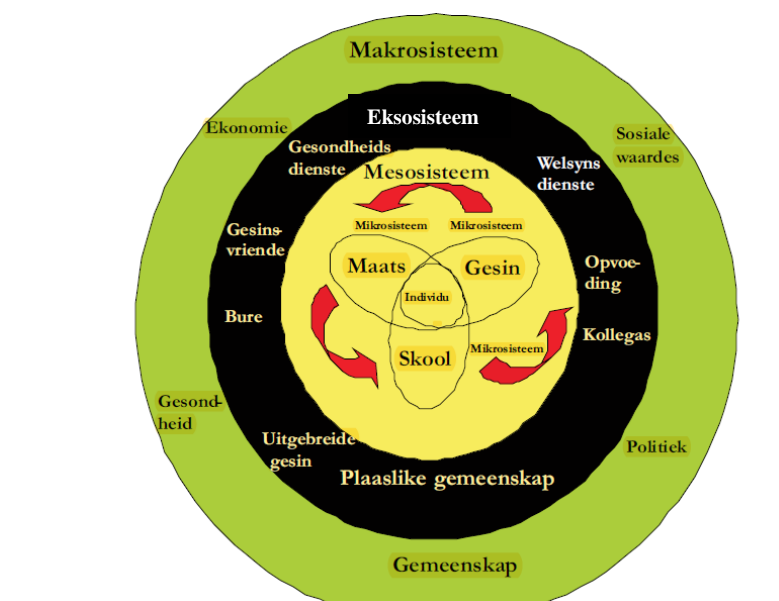 Makrosisteem
Eksosisteem
Ekonomie
Sosiale
waardes
Gesondheids
dienste
Welsyns
dienste
Mesosisteem
Mikrosisteem
Mikrosisteem
Gesins-
vriende
Maats
Gesin
Opvoe-
ding
Individu
Bure
Kollegas
Skool
Mikrosisteem
Gesond-
heid
Uitgebreide
gesin
Politiek
Plaaslike gemeenskap
Gemeenskap